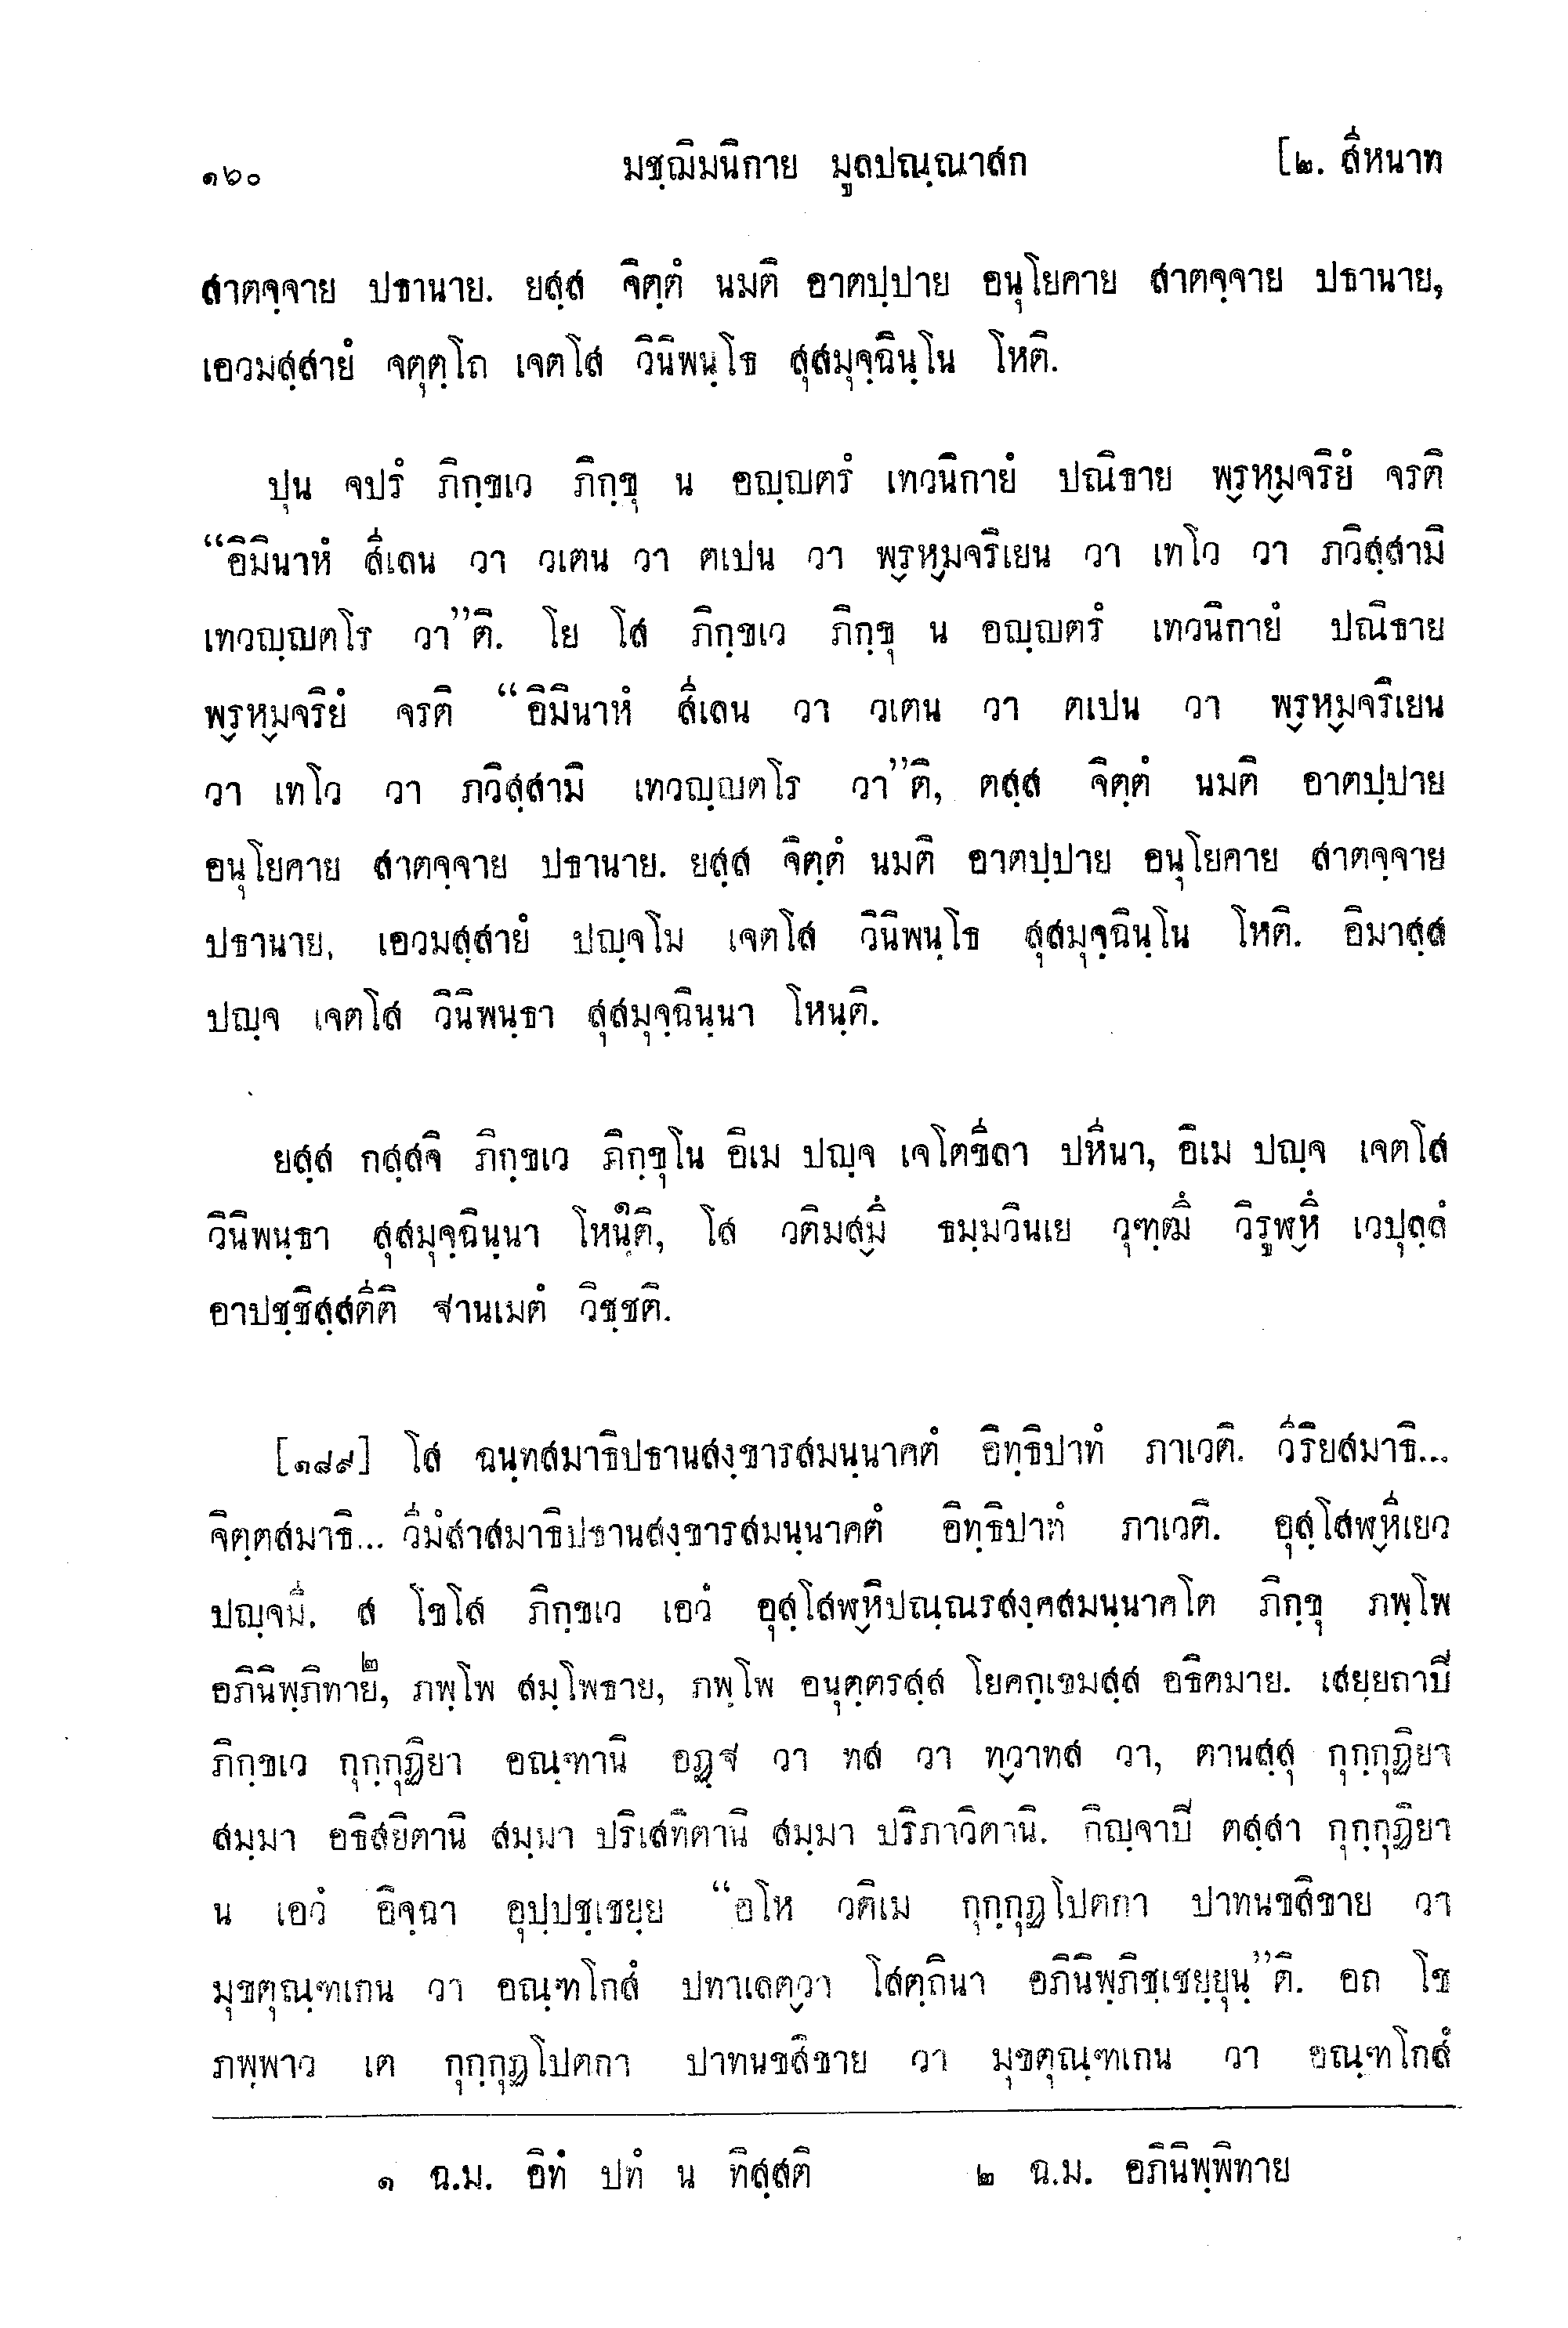 ๑๖๐ มชฺฌิมนิกาย มูลปณฺณาสก [๒. สีหนาท
สาตจฺจาย ปธานาย. ยสฺส จิตฺตํ นมติ อาตปฺปาย อนุโยคาย สาตจฺจาย ปธานาย,
เอวมสฺสายํ จตุตฺโถ เจตโส วินิพนฺโธ สุสมุจฺฉินฺโน โหติ.
ปุน จปรํ ภิกฺขเว ภิกฺขุ น อญฺญตรํ เทวนิกายํ ปณิธาย พฺรหฺมจริยํ จรติ
“อิมินาหํ สีเลน วา วเตน วา ตเปน วา พฺรหฺมจริเยน วา เทโว วา ภวิสฺสามิ
เทวญฺญตโร วา”ติ. โย โส ภิกฺขเว ภิกฺขุ น อญฺญตรํ เทวนิกายํ ปณิธาย
พฺรหฺมจริยํ จรติ “อิมินาหํ สีเลน วา วเตน วา ตเปน วา พฺรหฺมจริเยน
วา เทโว วา ภวิสฺสามิ เทวญฺญตโร วา”ติ, ตสฺส จิตฺตํ นมติ อาตปฺปาย
อนุโยคาย สาตจฺจาย ปธานาย. ยสฺส จิตฺตํ นมติ อาตปฺปาย อนุโยคาย สาตจฺจาย
ปธานาย, เอวมสฺสายํ ปญฺจโม เจตโส วินิพนฺโธ สุสมุจฺฉินฺโน โหติ. อิมาสฺส
ปญฺจ เจตโส วินิพนฺธา สุสมุจฺฉินฺนา โหนฺติ.
ยสฺส กสฺสจิ ภิกฺขเว ภิกฺขุโน อิเม ปญฺจ เจโตขีลา ปหีนา, อิเม ปญฺจ เจตโส
วินิพนฺธา สุสมุจฺฉินฺนา โหนฺ๑ติ, โส วติมสฺมึ ธมฺมวินเย วุฑฺฒึ วิรูฬฺหึ เวปุลฺลํ
อาปชฺชิสฺสตีติ ฐานเมตํ วิชฺชติ.
[๑๘๙] โส ฉนฺทสมาธิปธานสงฺขารสมนฺนาคตํ อิทฺธิปาทํ ภาเวติ. วีริยสมาธิ...
จิตฺตสมาธิ... วีมํสาสมาธิปธานสงฺขารสมนฺนาคตํ อิทฺธิปาทํ ภาเวติ. อุสฺโสฬฺหีเยว
ปญฺจมี. ส โขโส ภิกฺขเว เอวํ อุสฺโสฬฺหิปณฺณรสงฺคสมนฺนาคโต ภิกฺขุ ภพฺโพ
อภินิพฺภิทาย๒, ภพฺโพ สมฺโพธาย, ภพฺโพ อนุตฺตรสฺส โยคกฺเขมสฺส อธิคมาย. เสยฺยถาปี
ภิกฺขเว กุกฺกุฏิยา อณฺฑานิ อฏฺฐ วา ทส วา ทฺวาทส วา, ตานสฺสุ กุกฺกุฏิยา
สมฺมา อธิสยิตานิ สมฺมา ปริเสทิตานิ สมฺมา ปริภาวิตานิ. กิญฺจาปี ตสฺสา กุกฺกุฏิยา
น เอวํ อิจฺฉา อุปฺปชฺเชยฺย “อโห วติเม กุกฺกุฏโปตกา ปาทนขสิขาย วา
มุขตุณฺฑเกน วา อณฺฑโกสํ ปทาเลตฺวา โสตฺถินา อภินิพฺภิชฺเชยฺยุนฺ”ติ. อถ โข
ภพฺพาว เต กุกฺกุฏโปตกา ปาทนขสิขาย วา มุขตุณฺฑเกน วา อณฺฑโกสํ
๑ ฉ.ม. อิทํ ปทํ น ทิสฺสติ ๒ ฉ.ม. อภินิพฺพิทาย